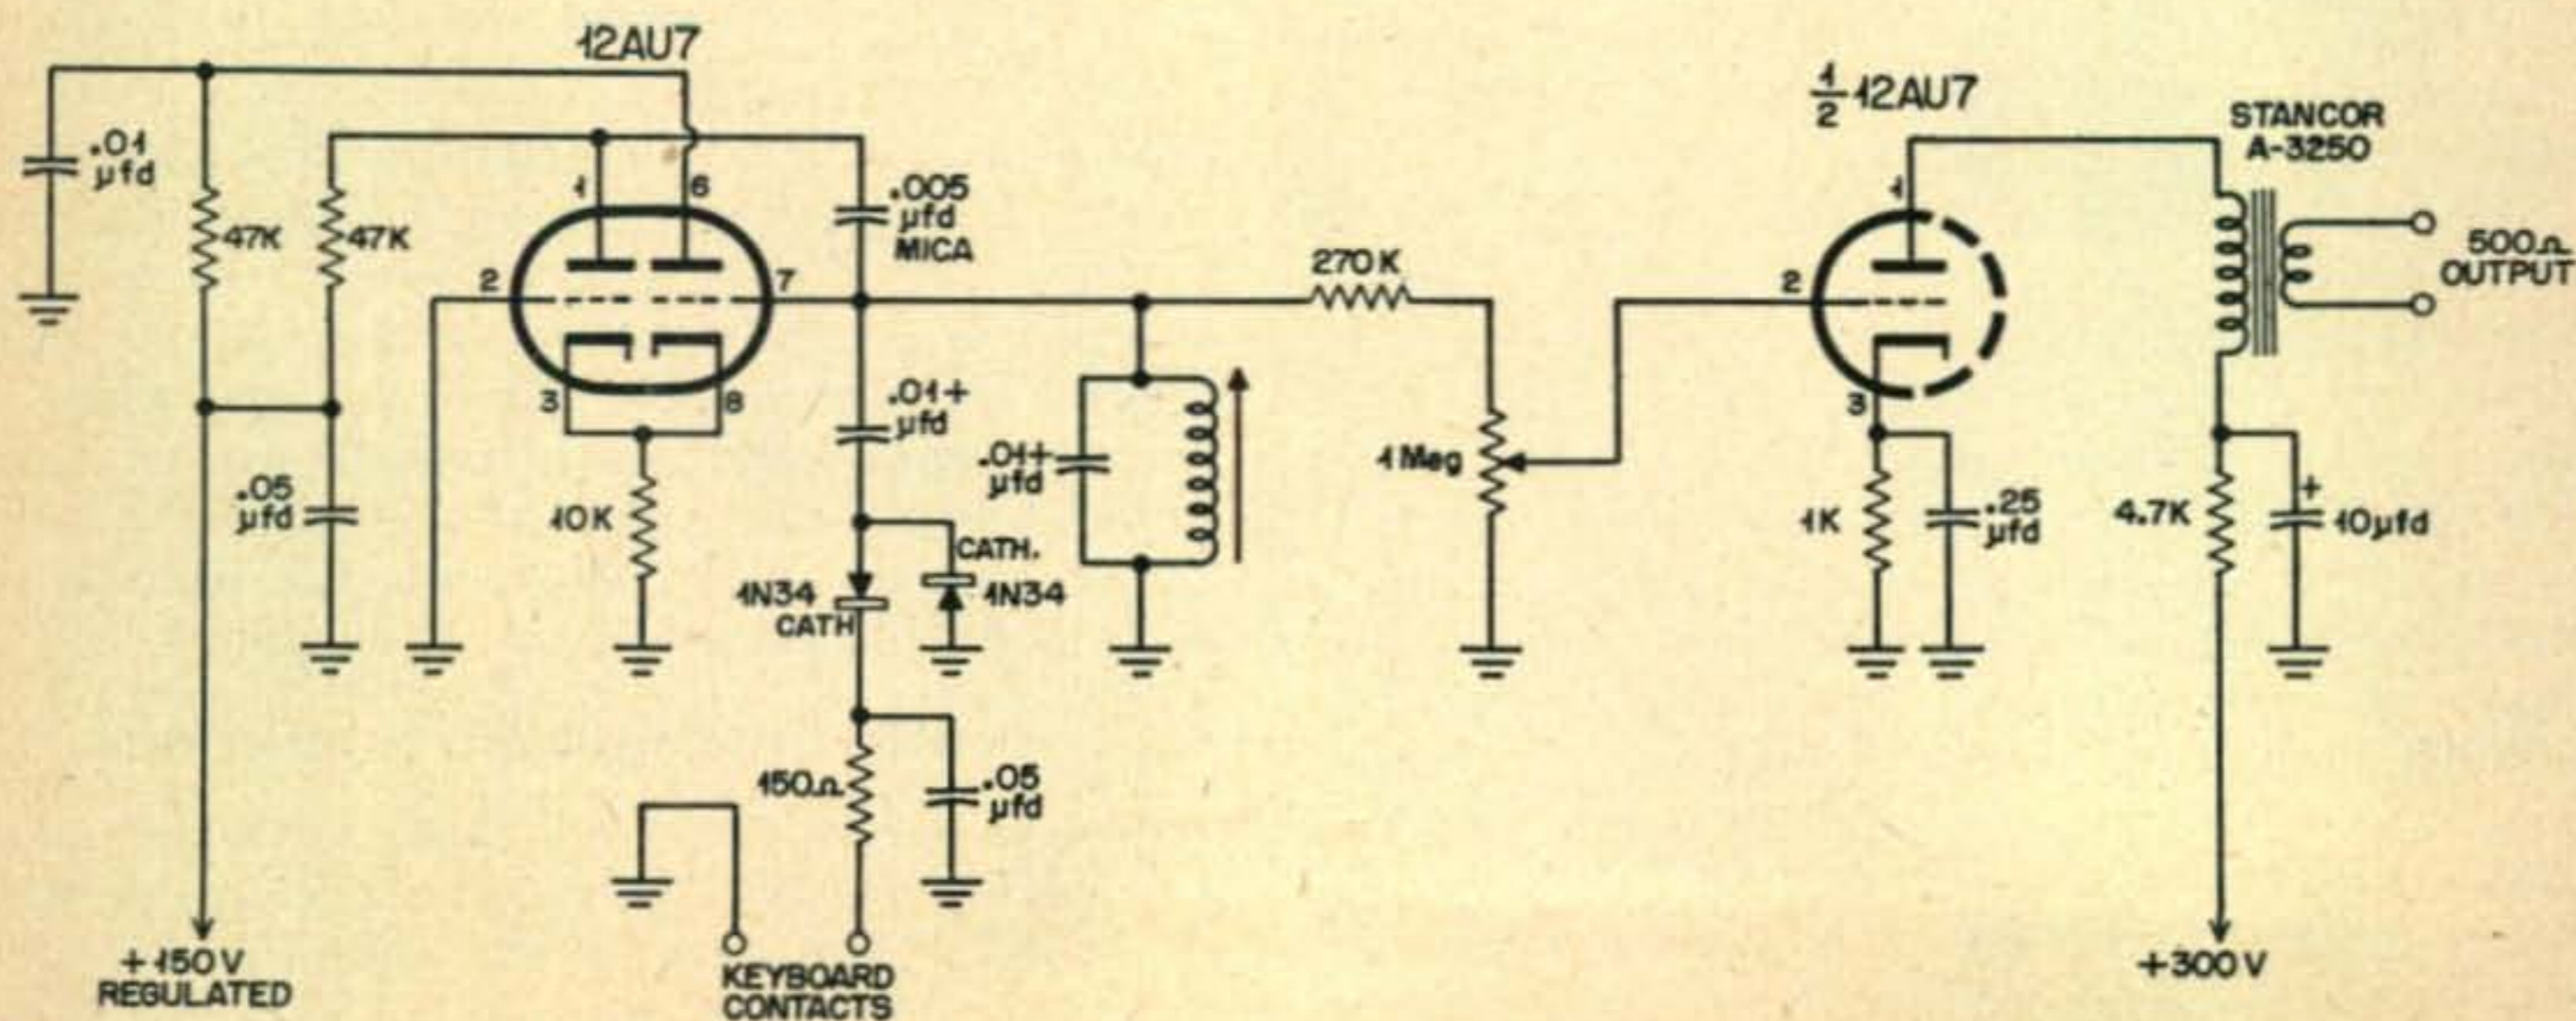 12AU7
.01
µfd
47K
47K
1
6
.005
µfd
MICA
2
7
3
8
.05
µfd
10K
.01+
µfd
.01+
µfd
CATH.
1N34
CATH
1N34
150Ω
.05
µfd
+150V
REGULATED
KEYBOARD
CONTACTS
270K
1 Meg
1/2 12AU7
1
2
3
1K
.25
µfd
STANCOR
A-3250
500Ω
OUTPUT
4.7K
+
10µfd
+300V